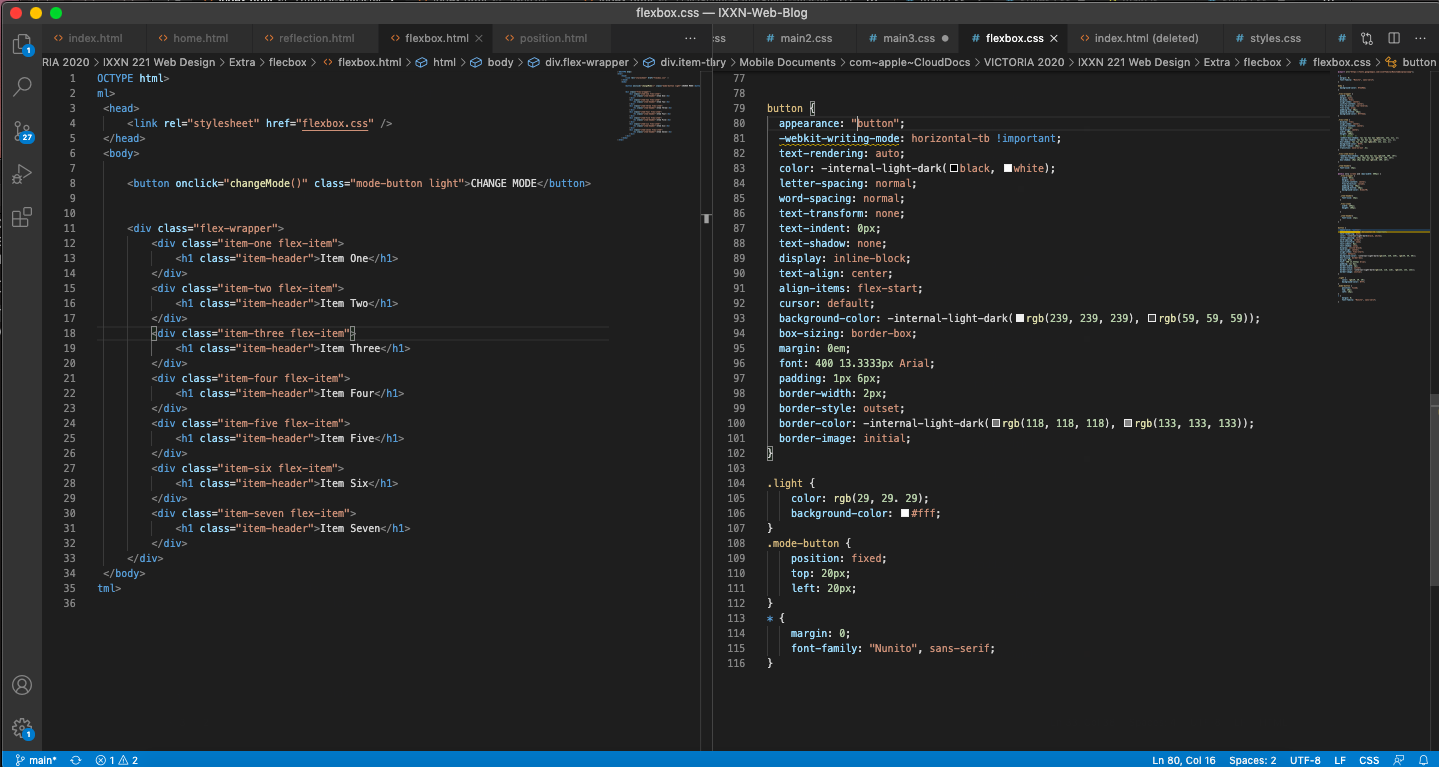 flexbox.css — IXXN-Web-Blog
index.html
home.html
reflection.html
flexbox.html
position.html
ss
main2.css
main3.css
flexbox.css
index.html (deleted)
styles.css
RIA 2020 > IXXN 221 Web Design > Extra > flecbox > flexbox.html > html > body > div.flex-wrapper > div.item-th
ary > Mobile Documents > com~apple~CloudDocs > VICTORIA 2020 > IXXN 221 Web Design > Extra > flecbox > # flexbox.css > button
1 OCTYPE html>
2 ml>
3 <head>
4 <link rel="stylesheet" href="flexbox.css" />
5 </head>
6 <body>
7
8 <button onclick="changeMode()" class="mode-button light">CHANGE MODE</button>
9
10
11 <div class="flex-wrapper">
12 <div class="item-one flex-item">
13 <h1 class="item-header">Item One</h1>
14 </div>
15 <div class="item-two flex-item">
16 <h1 class="item-header">Item Two</h1>
17 </div>
18 <div class="item-three flex-item">
19 <h1 class="item-header">Item Three</h1>
20 </div>
21 <div class="item-four flex-item">
22 <h1 class="item-header">Item Four</h1>
23 </div>
24 <div class="item-five flex-item">
25 <h1 class="item-header">Item Five</h1>
26 </div>
27 <div class="item-six flex-item">
28 <h1 class="item-header">Item Six</h1>
29 </div>
30 <div class="item-seven flex-item">
31 <h1 class="item-header">Item Seven</h1>
32 </div>
33 </div>
34 </body>
35 tml>
36
77
78
79 button {
80 appearance: "button";
81 -webkit-writing-mode: horizontal-tb !important;
82 text-rendering: auto;
83 color: -internal-light-dark(black, white);
84 letter-spacing: normal;
85 word-spacing: normal;
86 text-transform: none;
87 text-indent: 0px;
88 text-shadow: none;
89 display: inline-block;
90 text-align: center;
91 align-items: flex-start;
92 cursor: default;
93 background-color: -internal-light-dark(rgb(239, 239, 239), rgb(59, 59, 59));
94 box-sizing: border-box;
95 margin: 0em;
96 font: 400 13.3333px Arial;
97 padding: 1px 6px;
98 border-width: 2px;
99 border-style: outset;
100 border-color: -internal-light-dark(rgb(118, 118, 118), rgb(133, 133, 133));
101 border-image: initial;
102 }
103
104 .light {
105 color: rgb(29, 29. 29);
106 background-color: #fff;
107 }
108 .mode-button {
109 position: fixed;
110 top: 20px;
111 left: 20px;
112 }
113 * {
114 margin: 0;
115 font-family: "Nunito", sans-serif;
116 }
1
27
1
main*
1 2
Ln 80, Col 16
Spaces: 2
UTF-8
LF
CSS